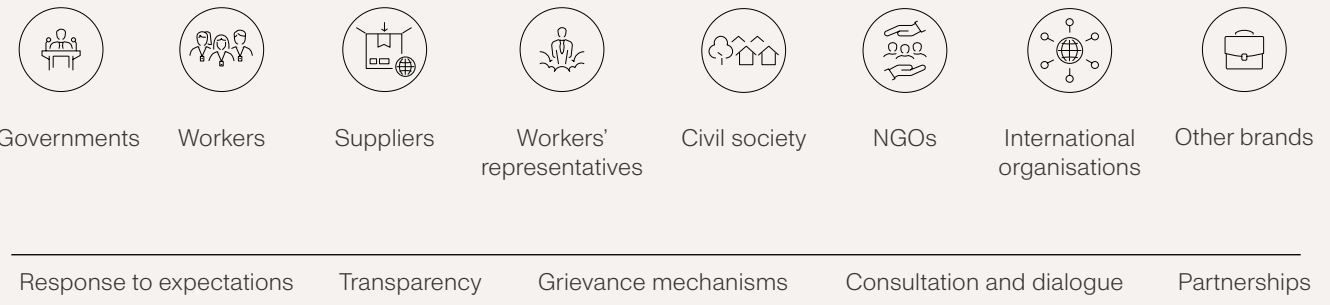 Governments
Workers
Suppliers
Workers’
representatives
Civil society
NGOs
International
organisations
Other brands
Response to expectations
Transparency
Grievance mechanisms
Consultation and dialogue
Partnerships